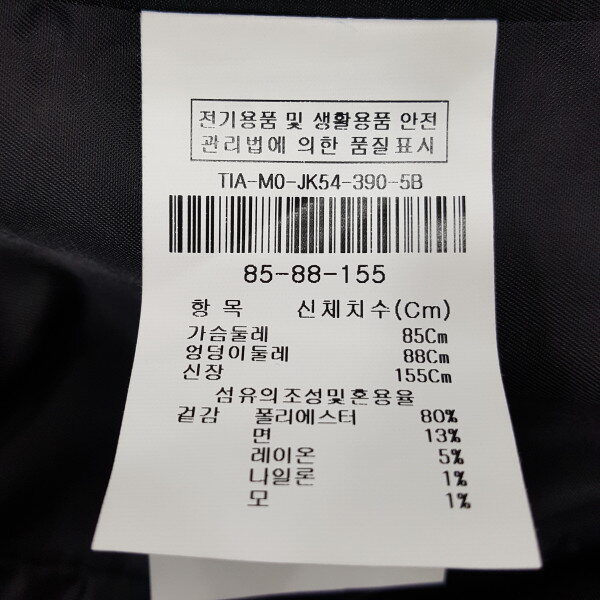 전기용품 및 생활용품 안전
관리법에 의한 품질표시
TIA-MO-JK54-390-5B
85-88-155
항 목 신체치수(Cm)
가슴둘레 85Cm
엉덩이둘레 88Cm
신장 155Cm
섬유의조성및혼용율
겉감 폴리에스터 80%
면 13%
레이온 5%
나일론 1%
모 1%